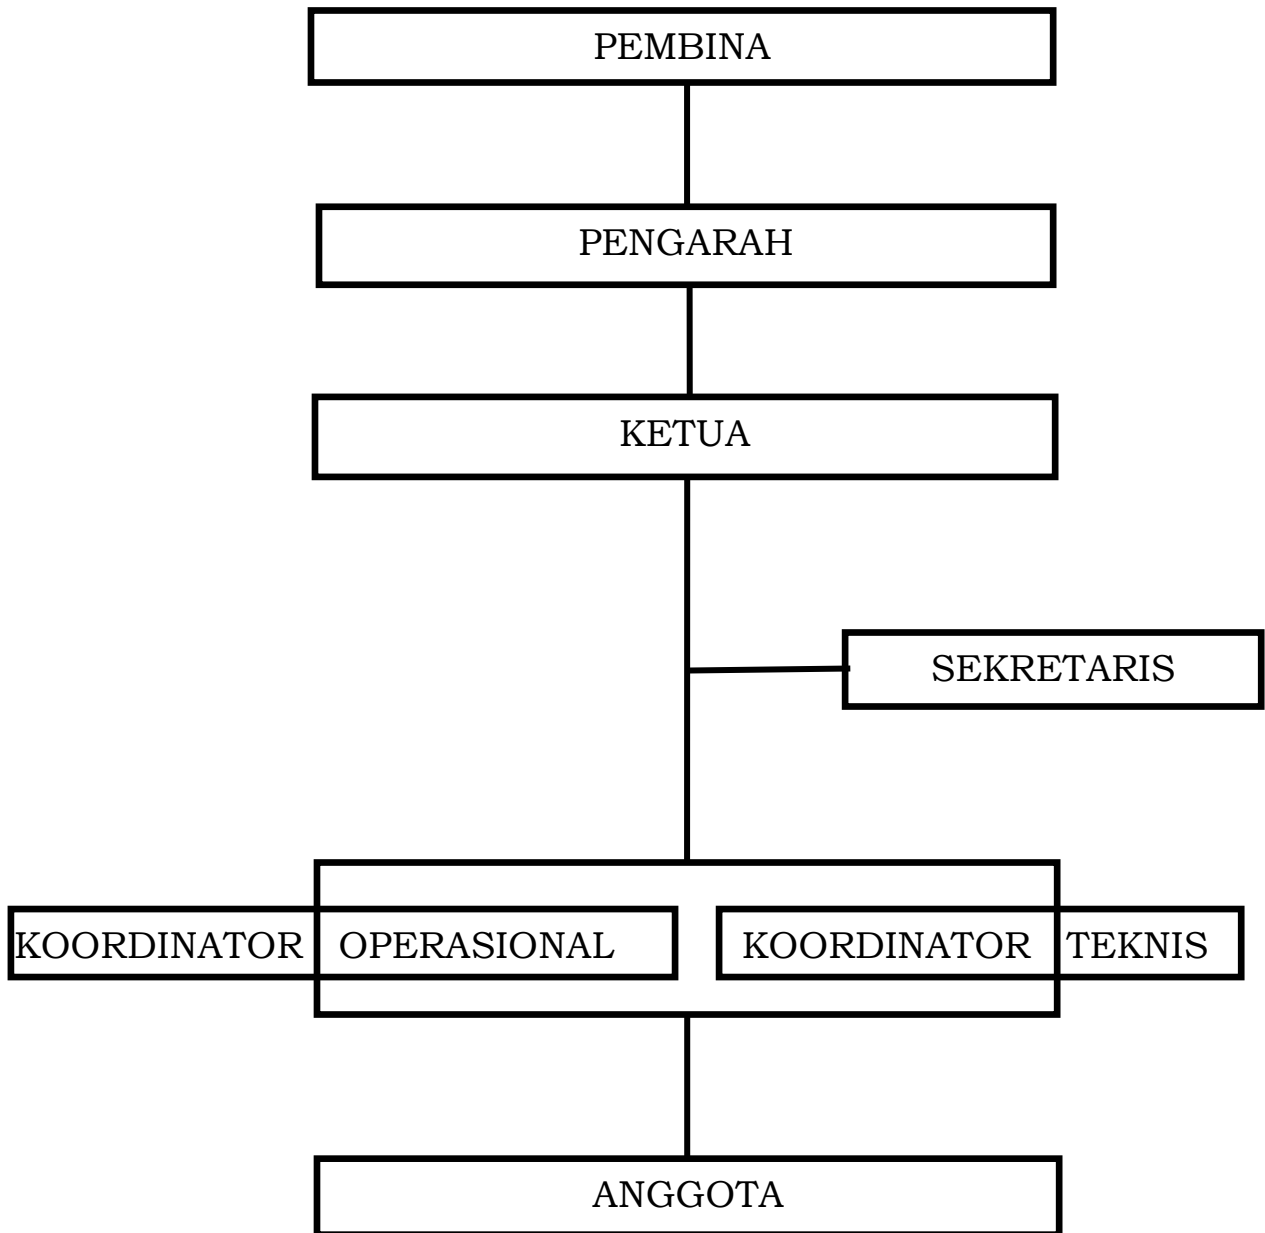 PEMBINA
PENGARAH
KETUA
SEKRETARIS
KOORDINATOR OPERASIONAL
KOORDINATOR TEKNIS
ANGGOTA